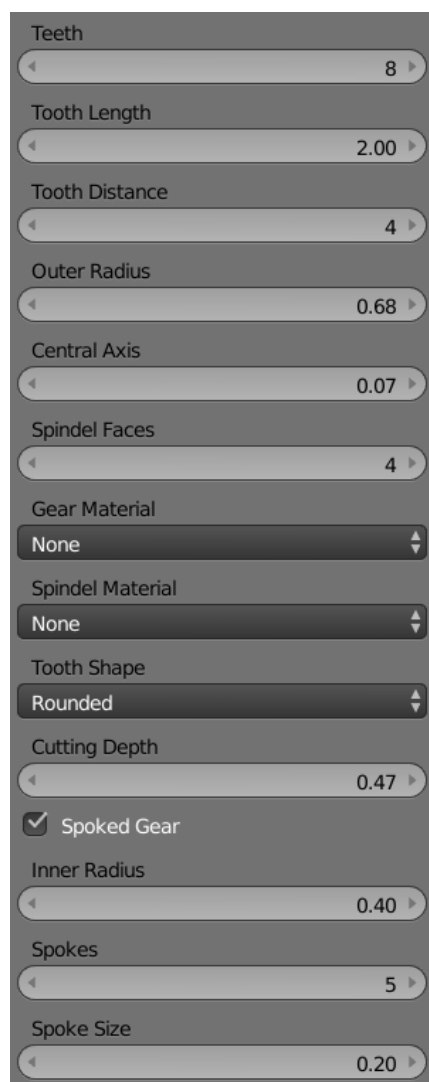 Teeth
8
Tooth Length
2.00
Tooth Distance
4
Outer Radius
0.68
Central Axis
0.07
Spindel Faces
4
Gear Material
None
Spindel Material
None
Tooth Shape
Rounded
Cutting Depth
0.47
Spoked Gear
Inner Radius
0.40
Spokes
5
Spoke Size
0.20